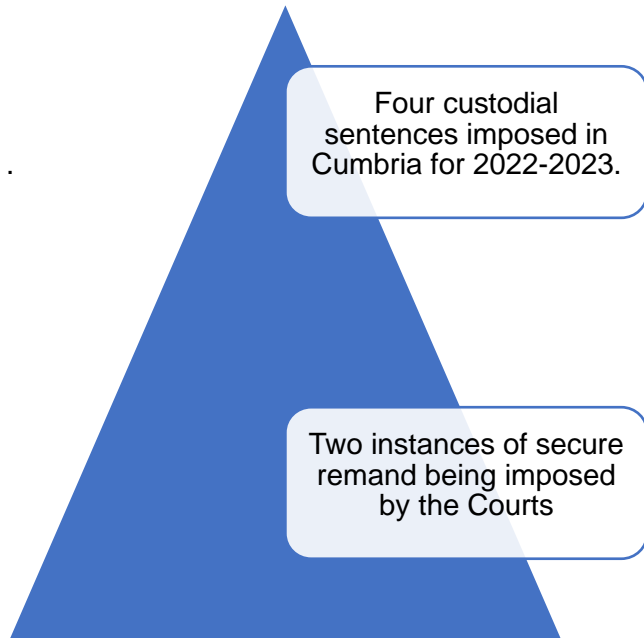 Four custodial
sentences imposed in
Cumbria for 2022-2023.
.
Two instances of secure
remand being imposed
by the Courts